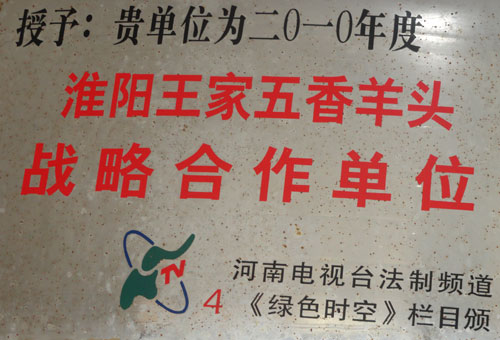 授予：贵单位为二0一0年度
淮阳王家五香羊头
战略合作单位
TV 4
河南电视台法制频道
《绿色时空》栏目颁